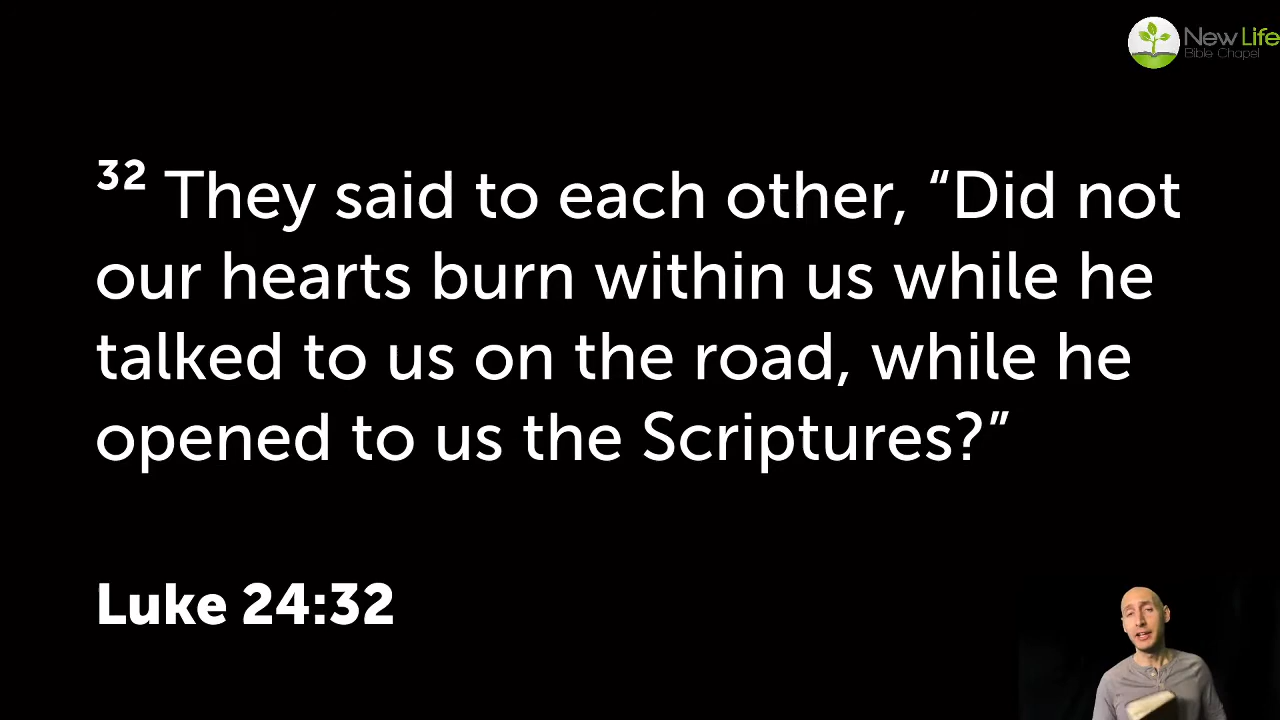 New Life
Bible Chapel
32 They said to each other, “Did not
our hearts burn within us while he
talked to us on the road, while he
opened to us the Scriptures?”
Luke 24:32